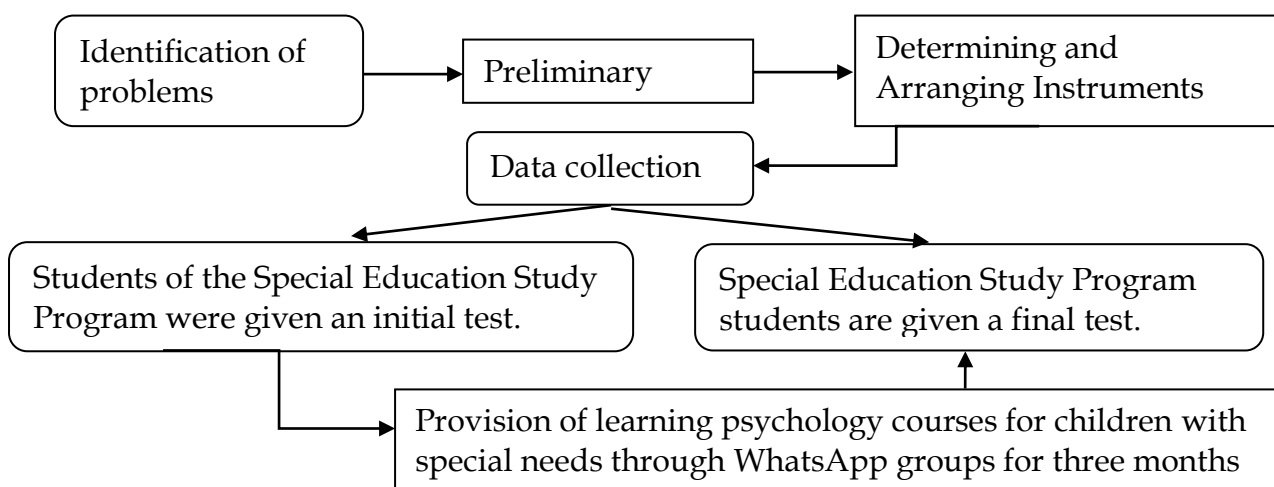 Identification of
problems
Preliminary
Determining and
Arranging Instruments
Data collection
Students of the Special Education Study
Program were given an initial test.
Special Education Study Program
students are given a final test.
Provision of learning psychology courses for children with
special needs through WhatsApp groups for three months